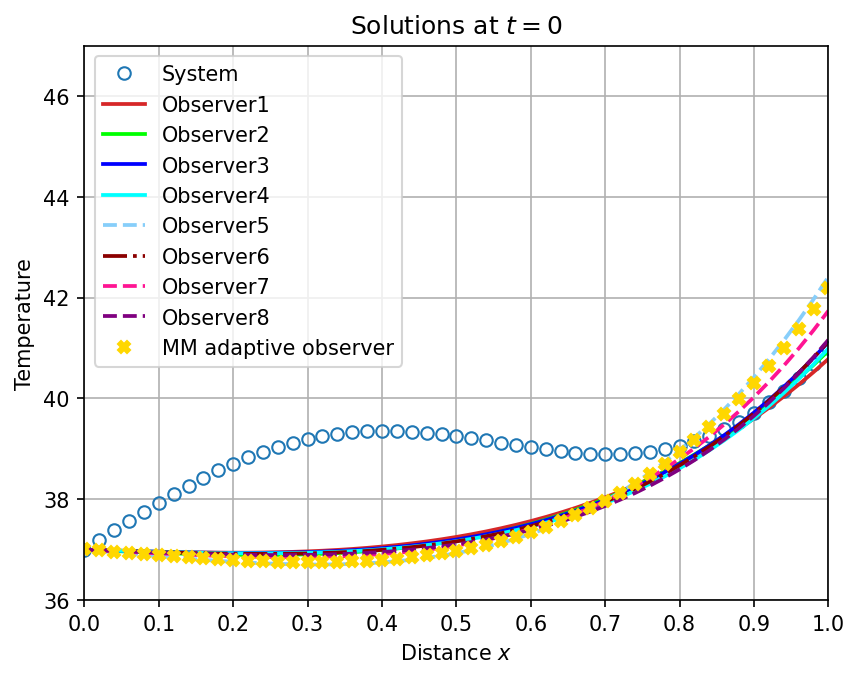 Solutions at t = 0
System
Observer1
Observer2
Observer3
Observer4
Observer5
Observer6
Observer7
Observer8
MM adaptive observer
Temperature
46
44
42
40
38
36
0.0 0.1 0.2 0.3 0.4 0.5 0.6 0.7 0.8 0.9 1.0
Distance x